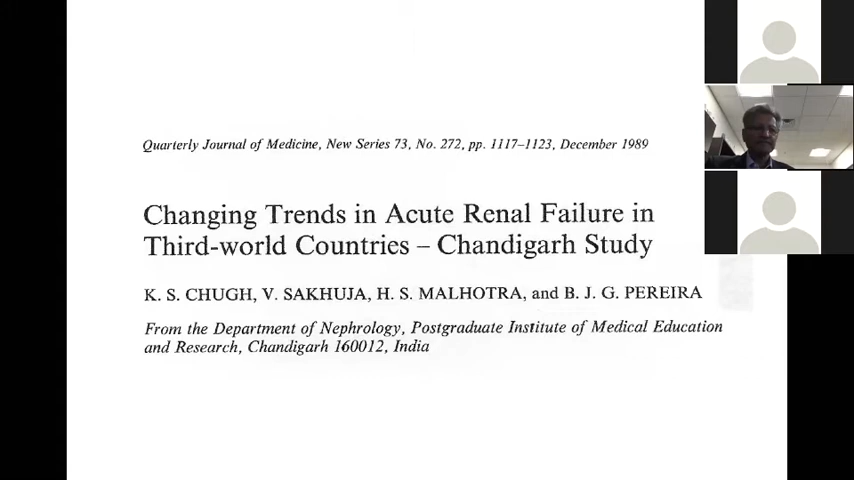 Quarterly Journal of Medicine, New Series 73, No. 272, pp. 1117–1123, December 1989
Changing Trends in Acute Renal Failure in
Third-world Countries – Chandigarh Study
K. S. CHUGH, V. SAKHUJA, H. S. MALHOTRA, and B. J. G. PEREIRA
From the Department of Nephrology, Postgraduate Institute of Medical Education
and Research, Chandigarh 160012, India